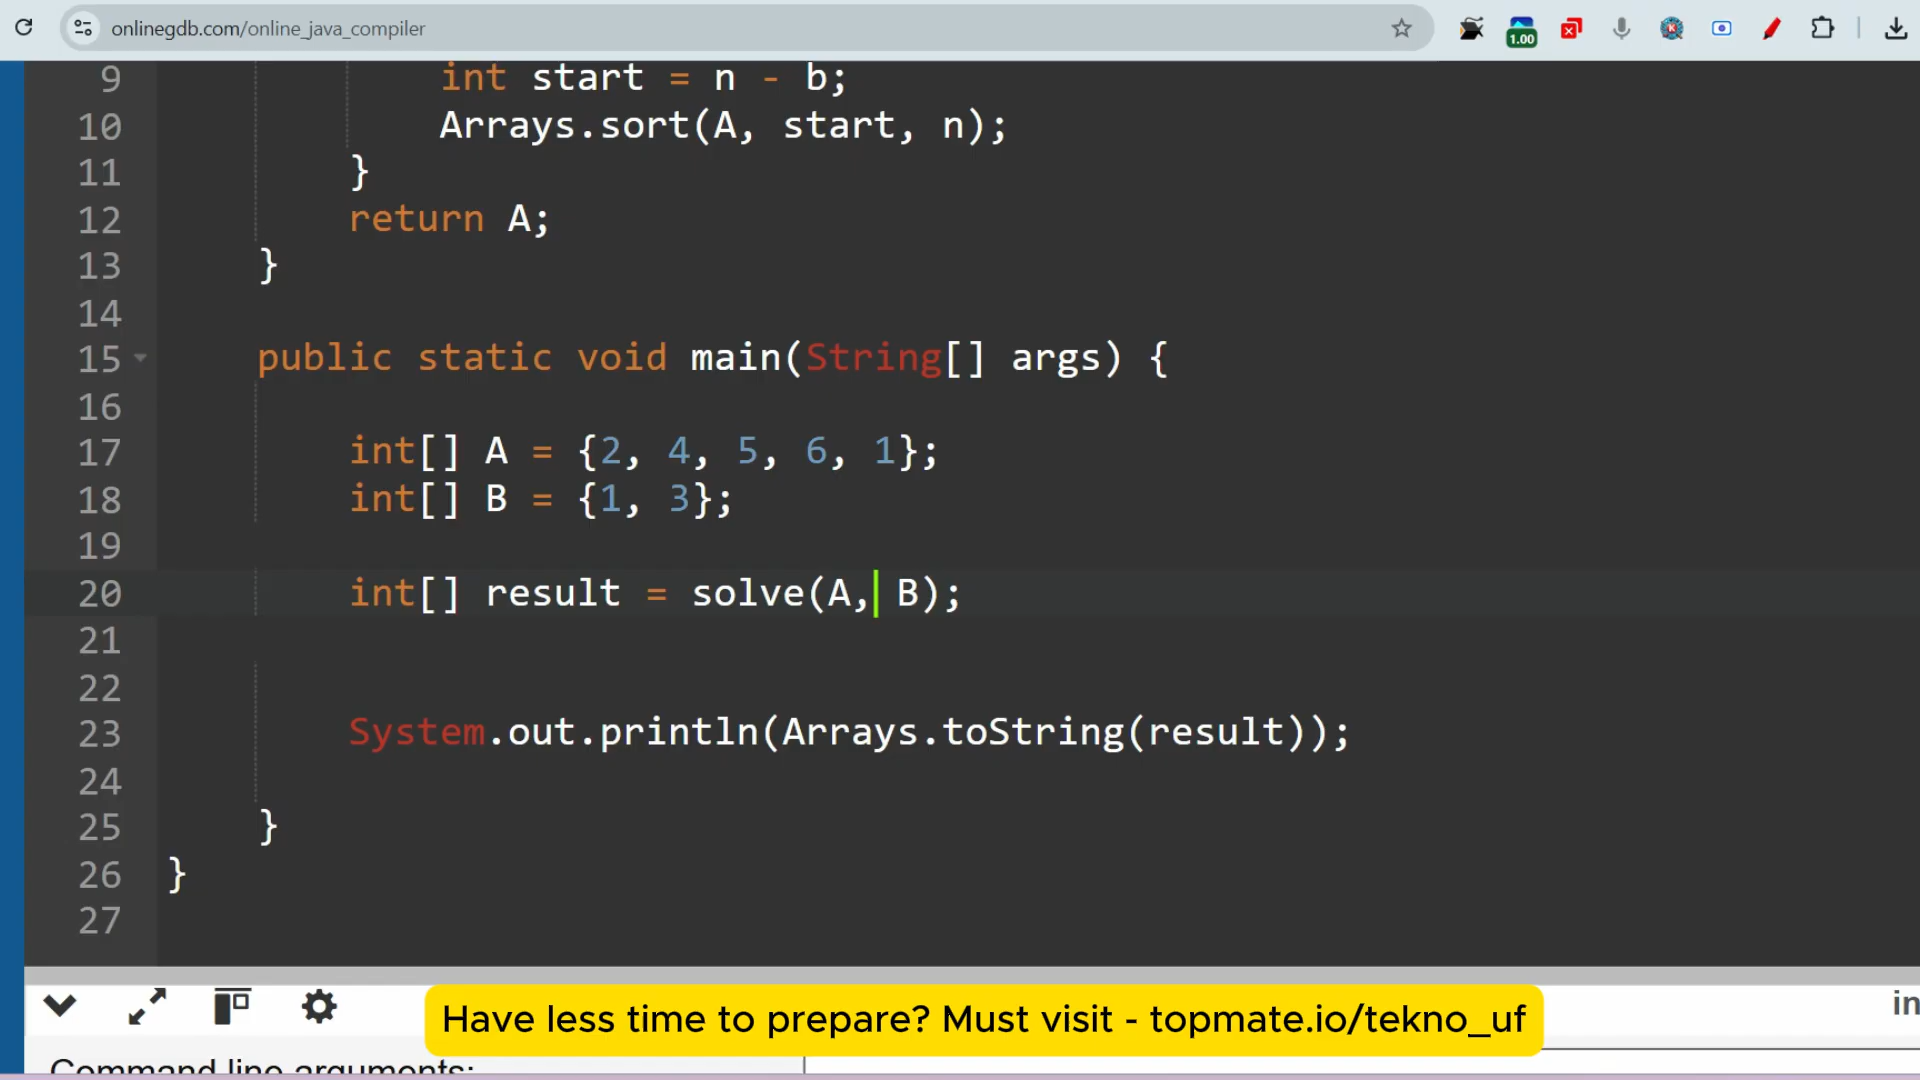 onlinegdb.com/online_java_compiler
1.00
9 int start = n - b;
10 Arrays.sort(A, start, n);
11 }
12 return A;
13 }
14
15 public static void main(String[] args) {
16
17 int[] A = {2, 4, 5, 6, 1};
18 int[] B = {1, 3};
19
20 int[] result = solve(A, B);
21
22
23 System.out.println(Arrays.toString(result));
24
25 }
26 }
27
in
Have less time to prepare? Must visit - topmate.io/tekno_uf
Command line arguments: